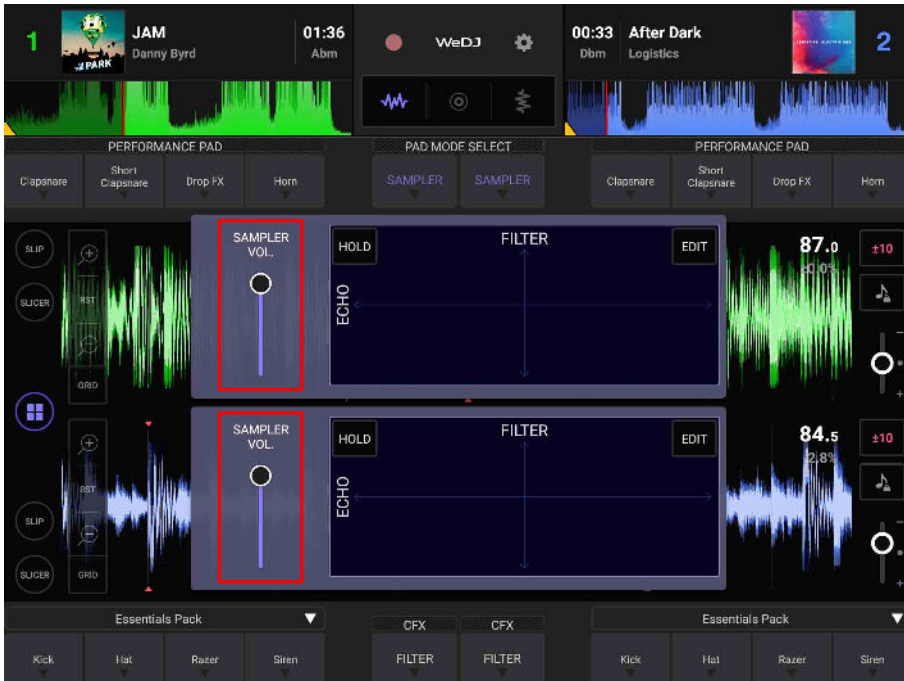 1
PARK
JAM
Danny Byrd
01:36
Abm
WeDJ
00:33
Dbm
After Dark
Logistics
2
PERFORMANCE PAD
PAD MODE SELECT
PERFORMANCE PAD
Clapsnare
Short
Clapsnare
Drop FX
Horn
SAMPLER
SAMPLER
Clapsnare
Short
Clapsnare
Drop FX
Horn
SLIP
SLICER
RST
GRID
SAMPLER
VOL.
HOLD
FILTER
EDIT
ECHO
87.0
±0.0%
±10
SAMPLER
VOL.
HOLD
FILTER
EDIT
ECHO
84.5
-2.8%
±10
RST
SLIP
SLICER
GRID
Essentials Pack
CFX
CFX
Essentials Pack
Kick
Hat
Razer
Siren
FILTER
FILTER
Kick
Hat
Razer
Siren